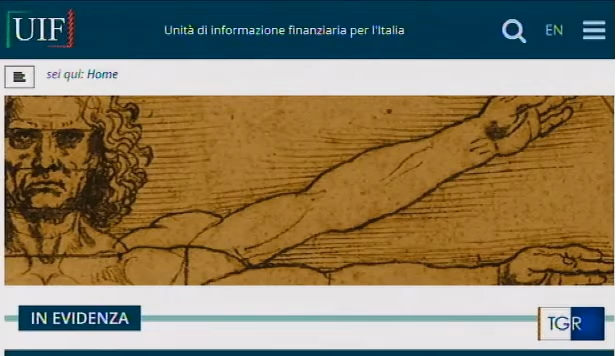 UIF
Unità di informazione finanziaria per l'Italia
EN
sei qui: Home
IN EVIDENZA
TGR